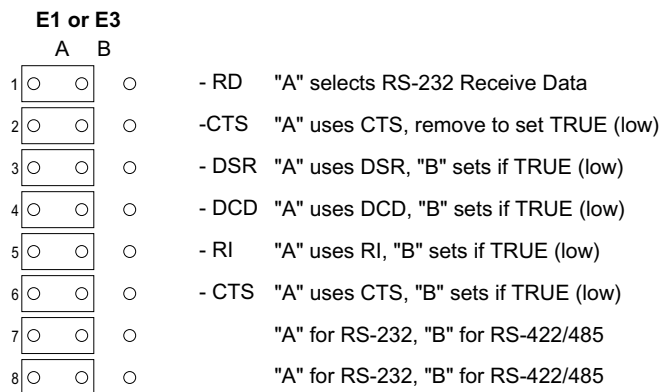 E1 or E3
A B
1 - RD "A" selects RS-232 Receive Data
2 -CTS "A" uses CTS, remove to set TRUE (low)
3 - DSR "A" uses DSR, "B" sets if TRUE (low)
4 - DCD "A" uses DCD, "B" sets if TRUE (low)
5 - RI "A" uses RI, "B" sets if TRUE (low)
6 - CTS "A" uses CTS, "B" sets if TRUE (low)
7 "A" for RS-232, "B" for RS-422/485
8 "A" for RS-232, "B" for RS-422/485